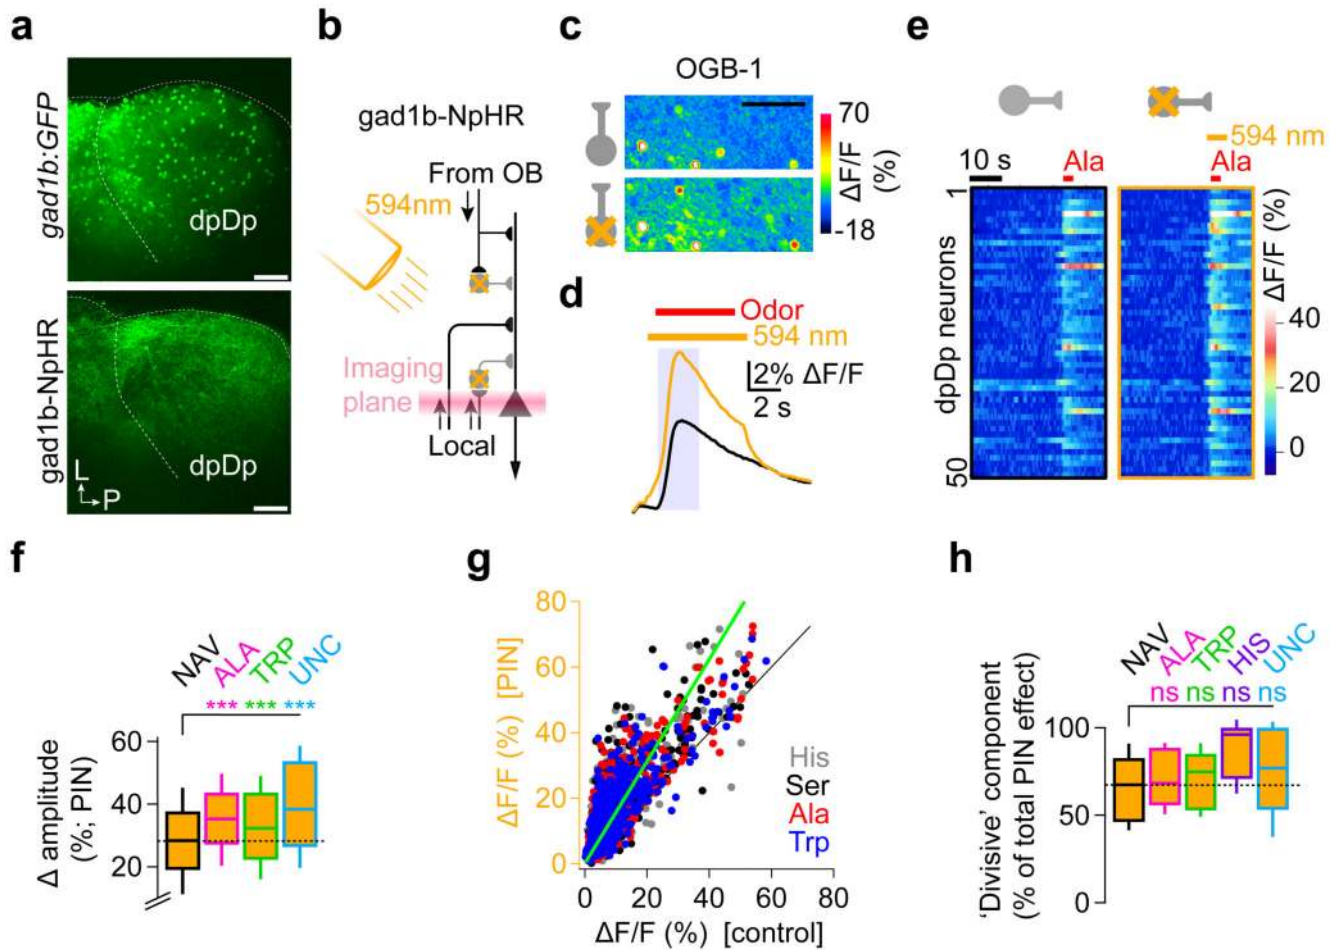 a
gad1b:GFP
dpDp
gad1b-NpHR
dpDp
L
P
b
gad1b-NpHR
From OB
594nm
Imaging
plane
Local
c
OGB-1
70
ΔF/F
(%)
-18
d
Odor
594 nm
2% ΔF/F
2 s
e
594 nm
10 s
Ala
Ala
1
dpDp neurons
50
ΔF/F (%)
40
20
0
f
NAV
ALA
TRP
UNC
*** *** ***
60
40
20
Δ amplitude
(%; PIN)
g
80
60
40
20
0
ΔF/F (%) [PIN]
His
Ser
Ala
Trp
0 20 40 60 80
ΔF/F (%) [control]
h
NAV
ALA
TRP
HIS
UNC
ns ns ns ns
100
50
0
'Divisive' component
(% of total PIN effect)